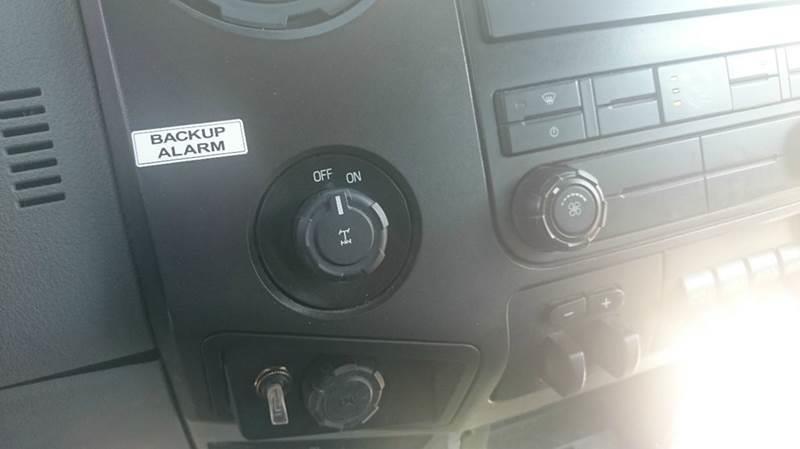 BACKUP
ALARM
OFF ON
- +